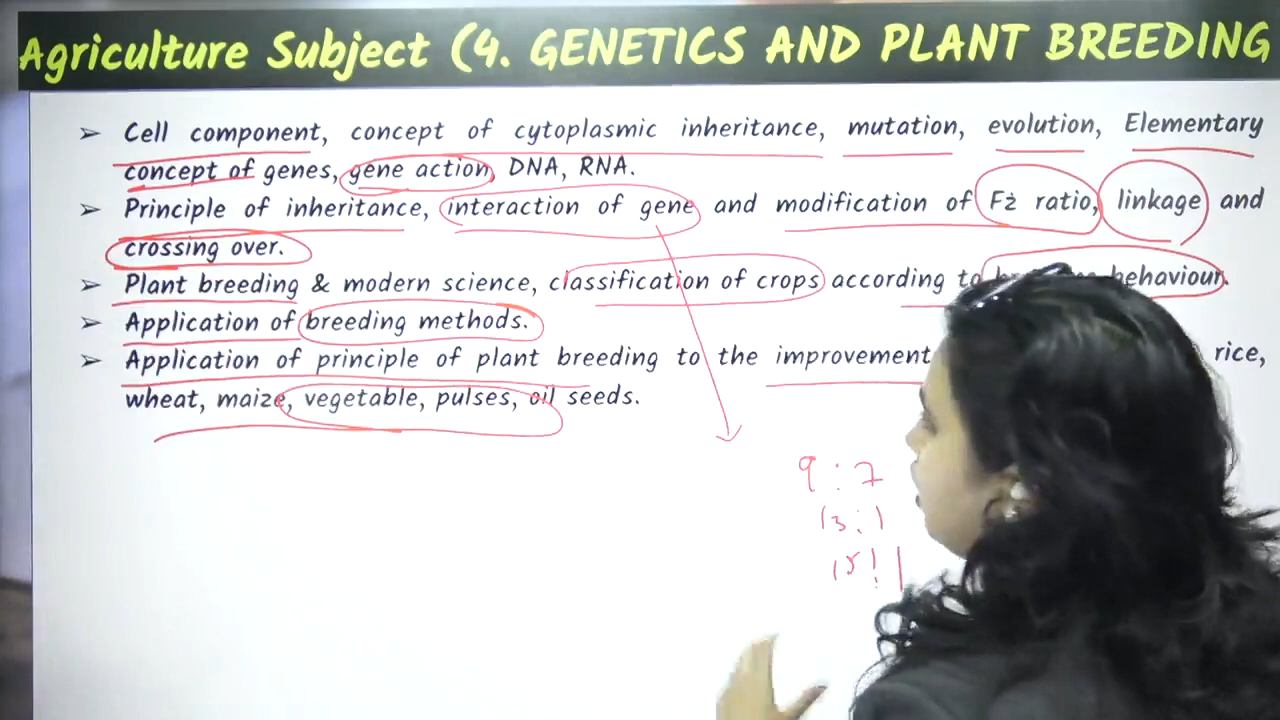 Agriculture Subject (4. GENETICS AND PLANT BREEDING
➢ Cell component, concept of cytoplasmic inheritance, mutation, evolution, Elementary
concept of genes, gene action, DNA, RNA.
➢ Principle of inheritance, interaction of gene and modification of F2 ratio, linkage and
crossing over.
➢ Plant breeding & modern science, classification of crops according to behaviour.
➢ Application of breeding methods.
➢ Application of principle of plant breeding to the improvement rice,
wheat, maize, vegetable, pulses, oil seeds.
9 : 7
13 : 1
15 : 1